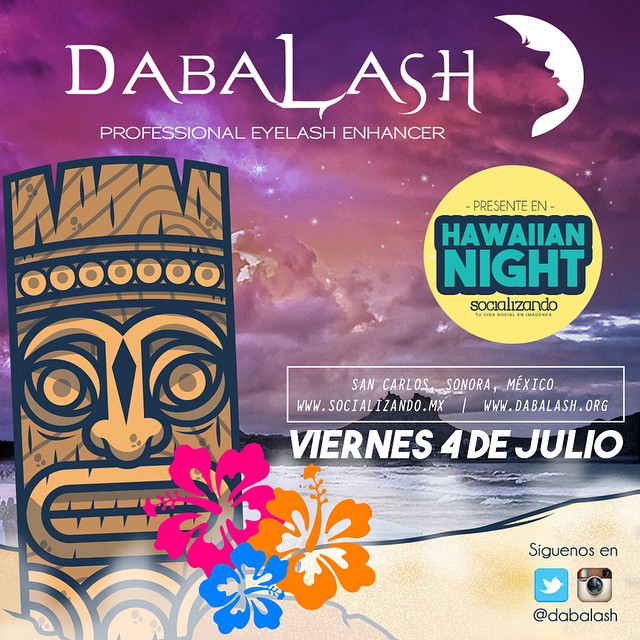 DABALASH
PROFESSIONAL EYELASH ENHANCER
- PRESENTE EN -
HAWAIIAN
NIGHT
socializando
TU VIDA SOCIAL EN IMAGENES
SAN CARLOS, SONORA, MÉXICO
WWW.SOCIALIZANDO.MX | WWW.DABALASH.ORG
VIERNES 4 DE JULIO
Síguenos en
@dabalash